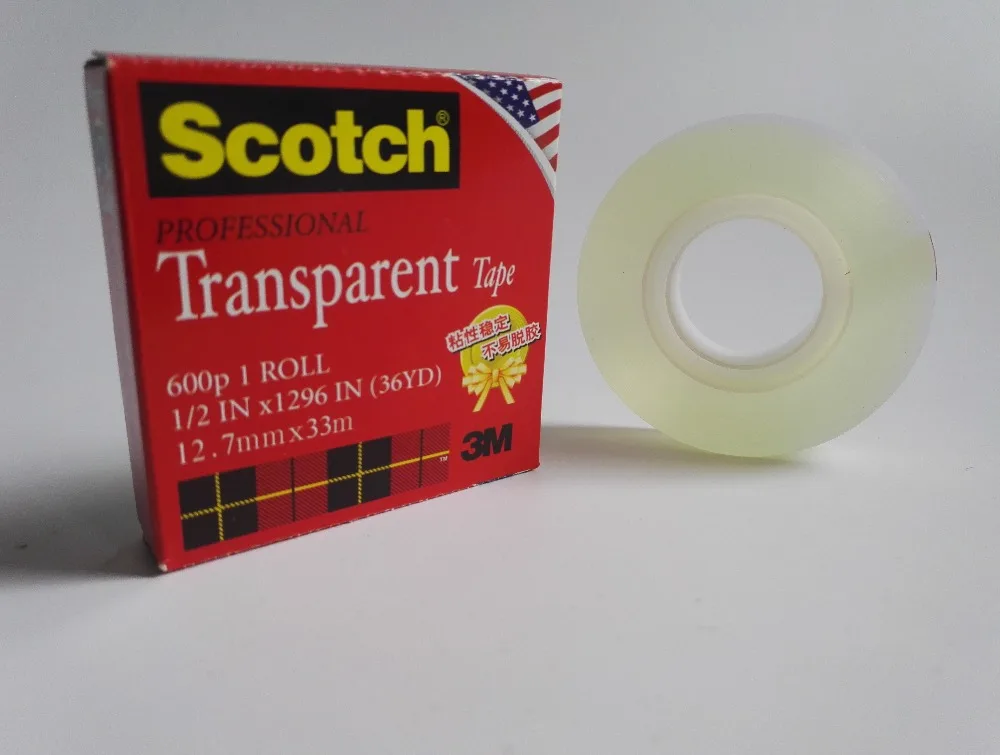 Scotch®
PROFESSIONAL
Transparent Tape
粘性稳定
不易脱胶
600p 1 ROLL
1/2 IN x1296 IN (36YD)
12.7mmx33m
3M
™